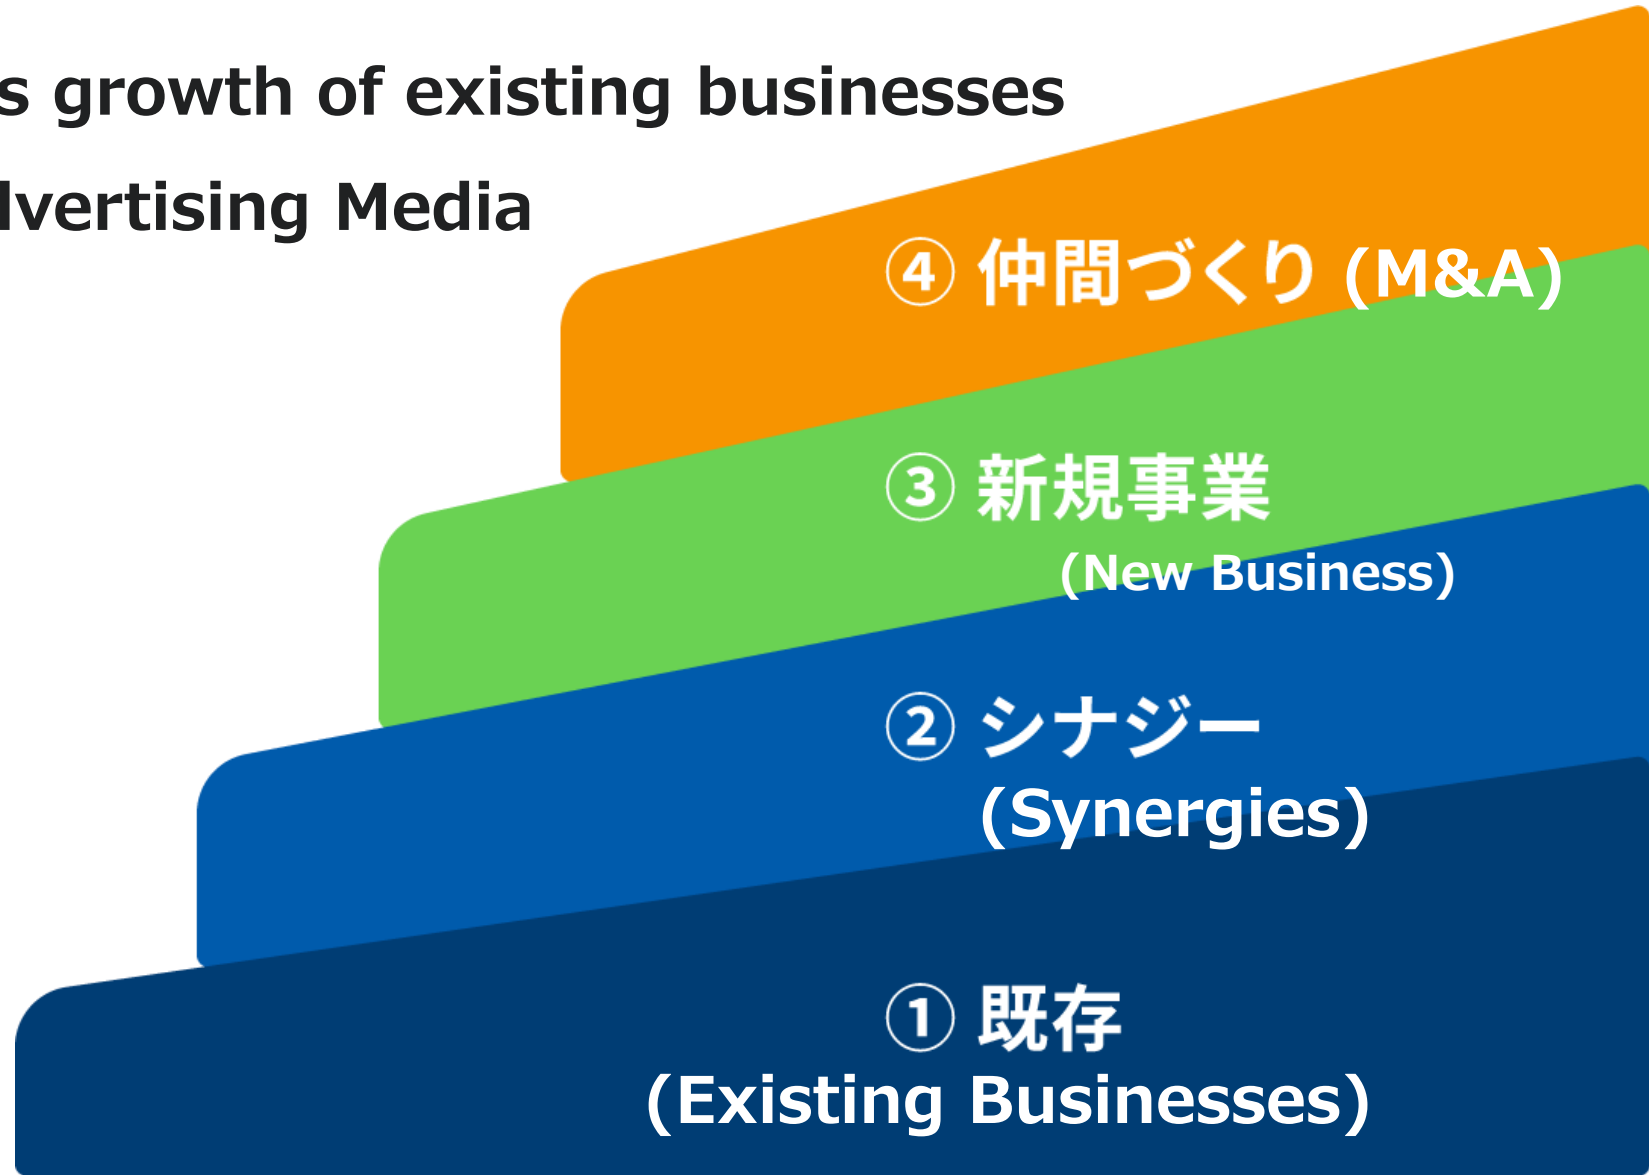 s growth of existing businesses
lvertising Media
④ 仲間づくり (M&A)
③ 新規事業
(New Business)
② シナジー
(Synergies)
① 既存
(Existing Businesses)